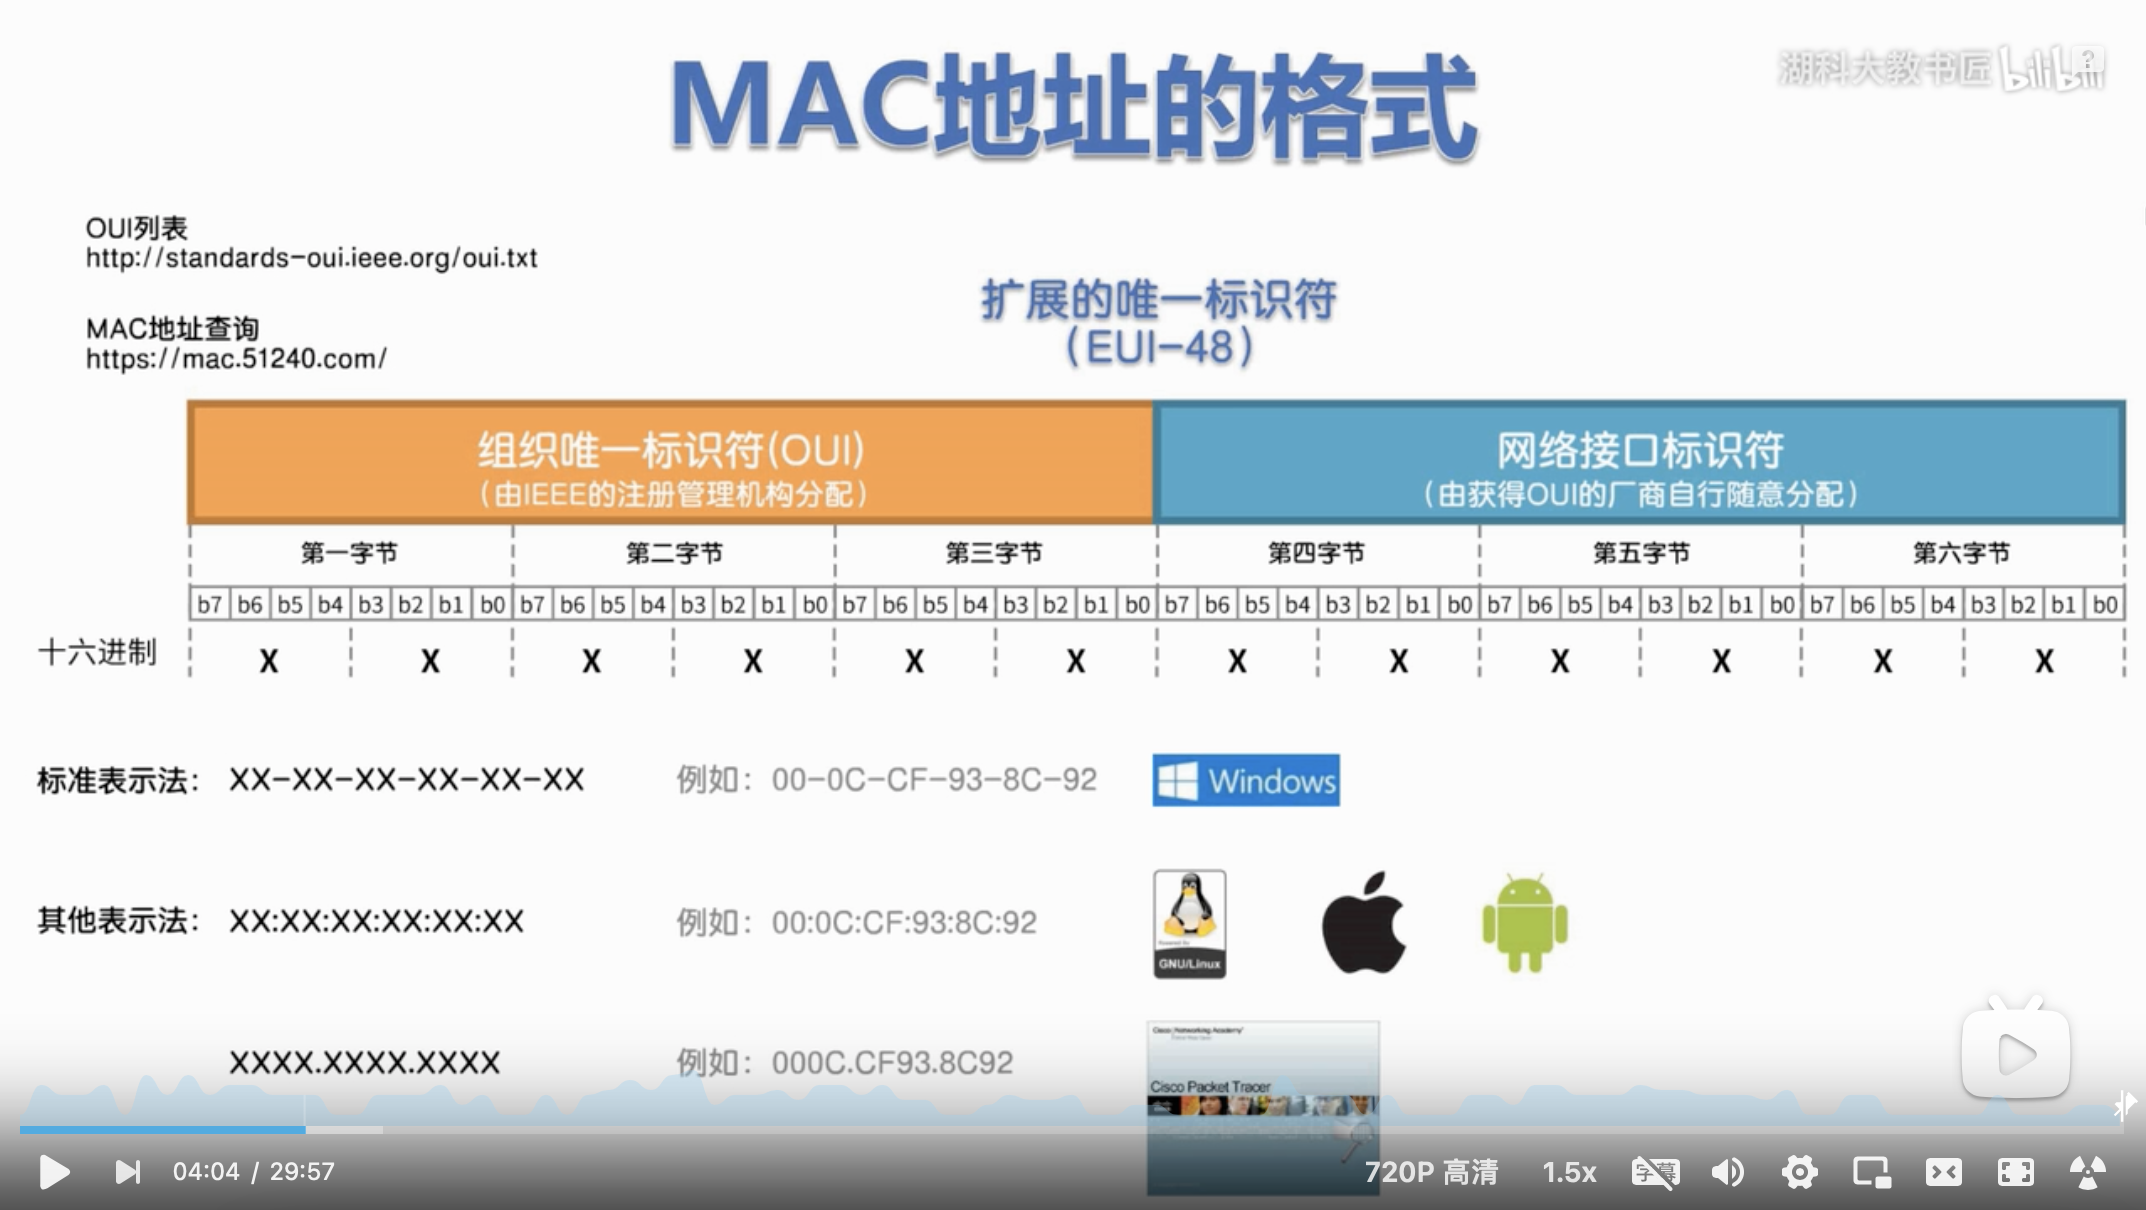 MAC地址的格式
湖科大教书匠 bilibili
OUI列表
http://standards-oui.ieee.org/oui.txt
MAC地址查询
https://mac.51240.com/
扩展的唯一标识符
（EUI-48）
组织唯一标识符(OUI)
（由IEEE的注册管理机构分配）
网络接口标识符
（由获得OUI的厂商自行随意分配）
第一字节 第二字节 第三字节 第四字节 第五字节 第六字节
b7 b6 b5 b4 b3 b2 b1 b0 b7 b6 b5 b4 b3 b2 b1 b0 b7 b6 b5 b4 b3 b2 b1 b0 b7 b6 b5 b4 b3 b2 b1 b0 b7 b6 b5 b4 b3 b2 b1 b0 b7 b6 b5 b4 b3 b2 b1 b0
十六进制 X X X X X X X X X X X X
标准表示法： XX-XX-XX-XX-XX-XX 例如：00-0C-CF-93-8C-92 Windows
其他表示法： XX:XX:XX:XX:XX:XX 例如：00:0C:CF:93:8C:92
GNU/Linux
XXXX.XXXX.XXXX 例如：000C.CF93.8C92
Cisco Networking Academy
Cisco Packet Tracer
04:04 / 29:57 720P 高清 1.5x 字幕